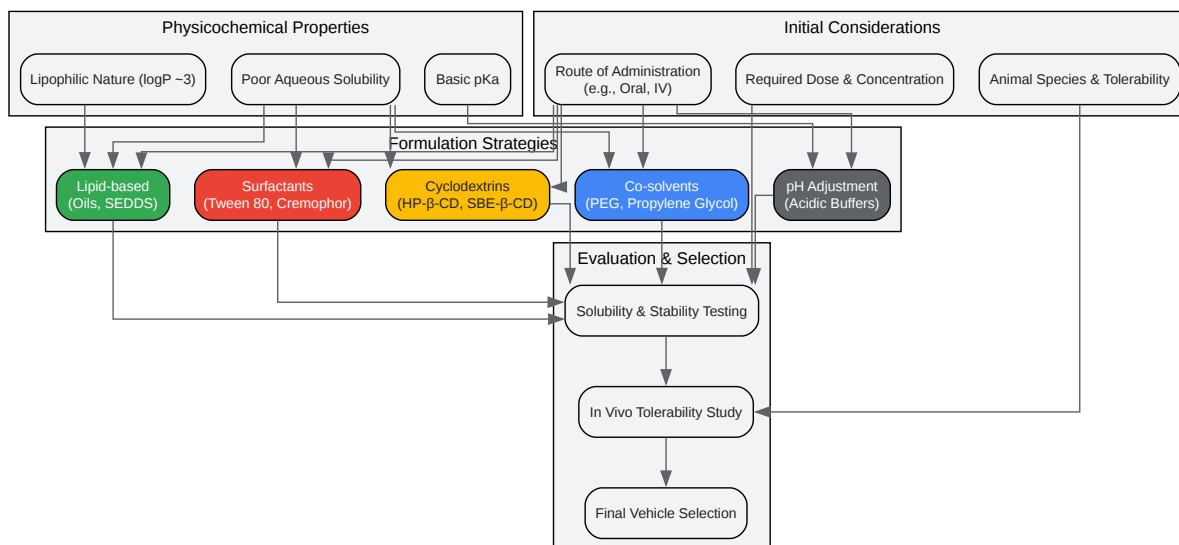 Physicochemical Properties
Initial Considerations
Lipophilic Nature (logP ~3)
Poor Aqueous Solubility
Basic pKa
Route of Administration
(e.g., Oral, IV)
Required Dose & Concentration
Animal Species & Tolerability
Formulation Strategies
Lipid-based
(Oils, SEDDS)
Surfactants
(Tween 80, Cremophor)
Cyclodextrins
(HP-β-CD, SBE-β-CD)
Co-solvents
(PEG, Propylene Glycol)
pH Adjustment
(Acidic Buffers)
Evaluation & Selection
Solubility & Stability Testing
In Vivo Tolerability Study
Final Vehicle Selection